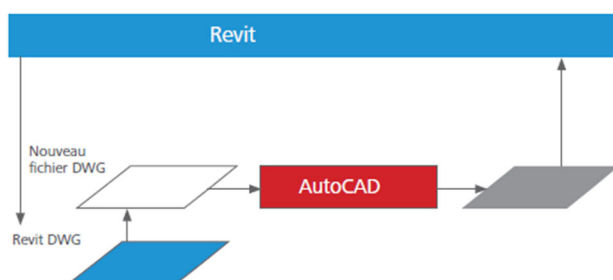 Revit
Nouveau
fichier DWG
AutoCAD
Revit DWG